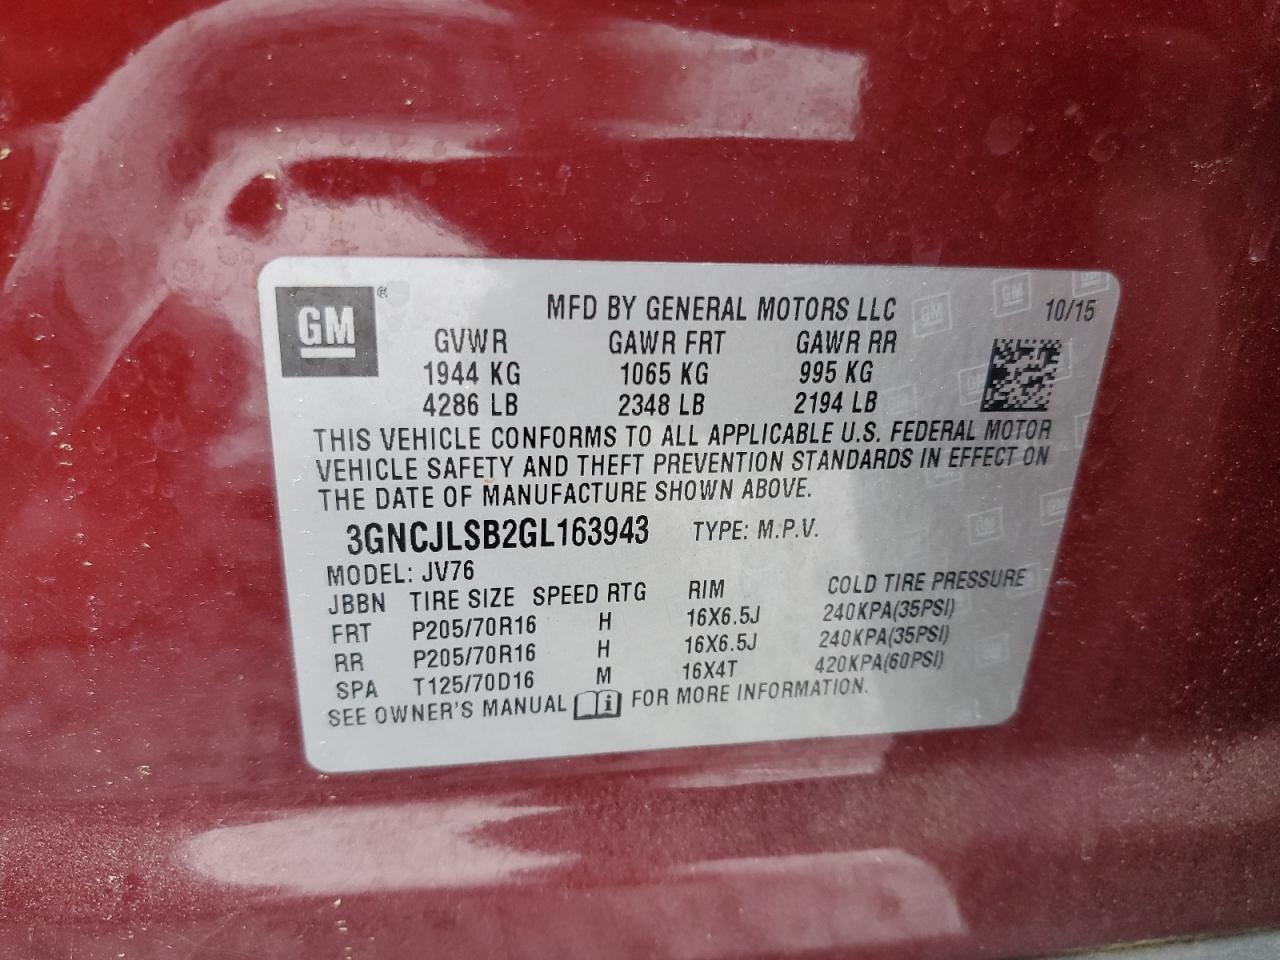 GM ®
MFD BY GENERAL MOTORS LLC 10/15
GVWR GAWR FRT GAWR RR
1944 KG 1065 KG 995 KG
4286 LB 2348 LB 2194 LB
THIS VEHICLE CONFORMS TO ALL APPLICABLE U.S. FEDERAL MOTOR
VEHICLE SAFETY AND THEFT PREVENTION STANDARDS IN EFFECT ON
THE DATE OF MANUFACTURE SHOWN ABOVE.
3GNCJLSB2GL163943 TYPE: M.P.V.
MODEL: JV76
JBBN TIRE SIZE SPEED RTG RIM COLD TIRE PRESSURE
FRT P205/70R16 H 16X6.5J 240KPA(35PSI)
RR P205/70R16 H 16X6.5J 240KPA(35PSI)
SPA T125/70D16 M 16X4T 420KPA(60PSI)
SEE OWNER'S MANUAL i FOR MORE INFORMATION.